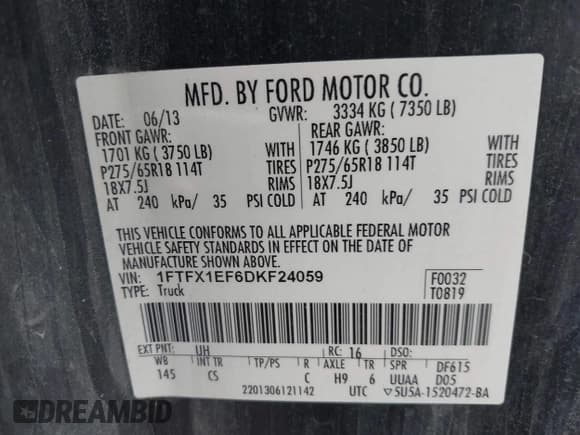 MFD. BY FORD MOTOR CO.
DATE: 06/13 GVWR: 3334 KG ( 7350 LB)
FRONT GAWR: REAR GAWR:
1701 KG ( 3750 LB) WITH 1746 KG ( 3850 LB) WITH
P275/65R18 114T TIRES P275/65R18 114T TIRES
18X7.5J RIMS 18X7.5J RIMS
AT 240 kPa/ 35 PSI COLD AT 240 kPa/ 35 PSI COLD
THIS VEHICLE CONFORMS TO ALL APPLICABLE FEDERAL MOTOR
VEHICLE SAFETY STANDARDS IN EFFECT ON THE DATE OF
MANUFACTURE SHOWN ABOVE.
VIN: 1FTFX1EF6DKF24059 F0032
TYPE: Truck T0819
EXT PNT: UH RC: 16 DSO:
WB INT TR TP/PS R AXLE TR SPR DF615
145 CS C H9 6 UUAA D05
2201306121142 UTC ▽5U5A-1520472-BA
DREAMBID